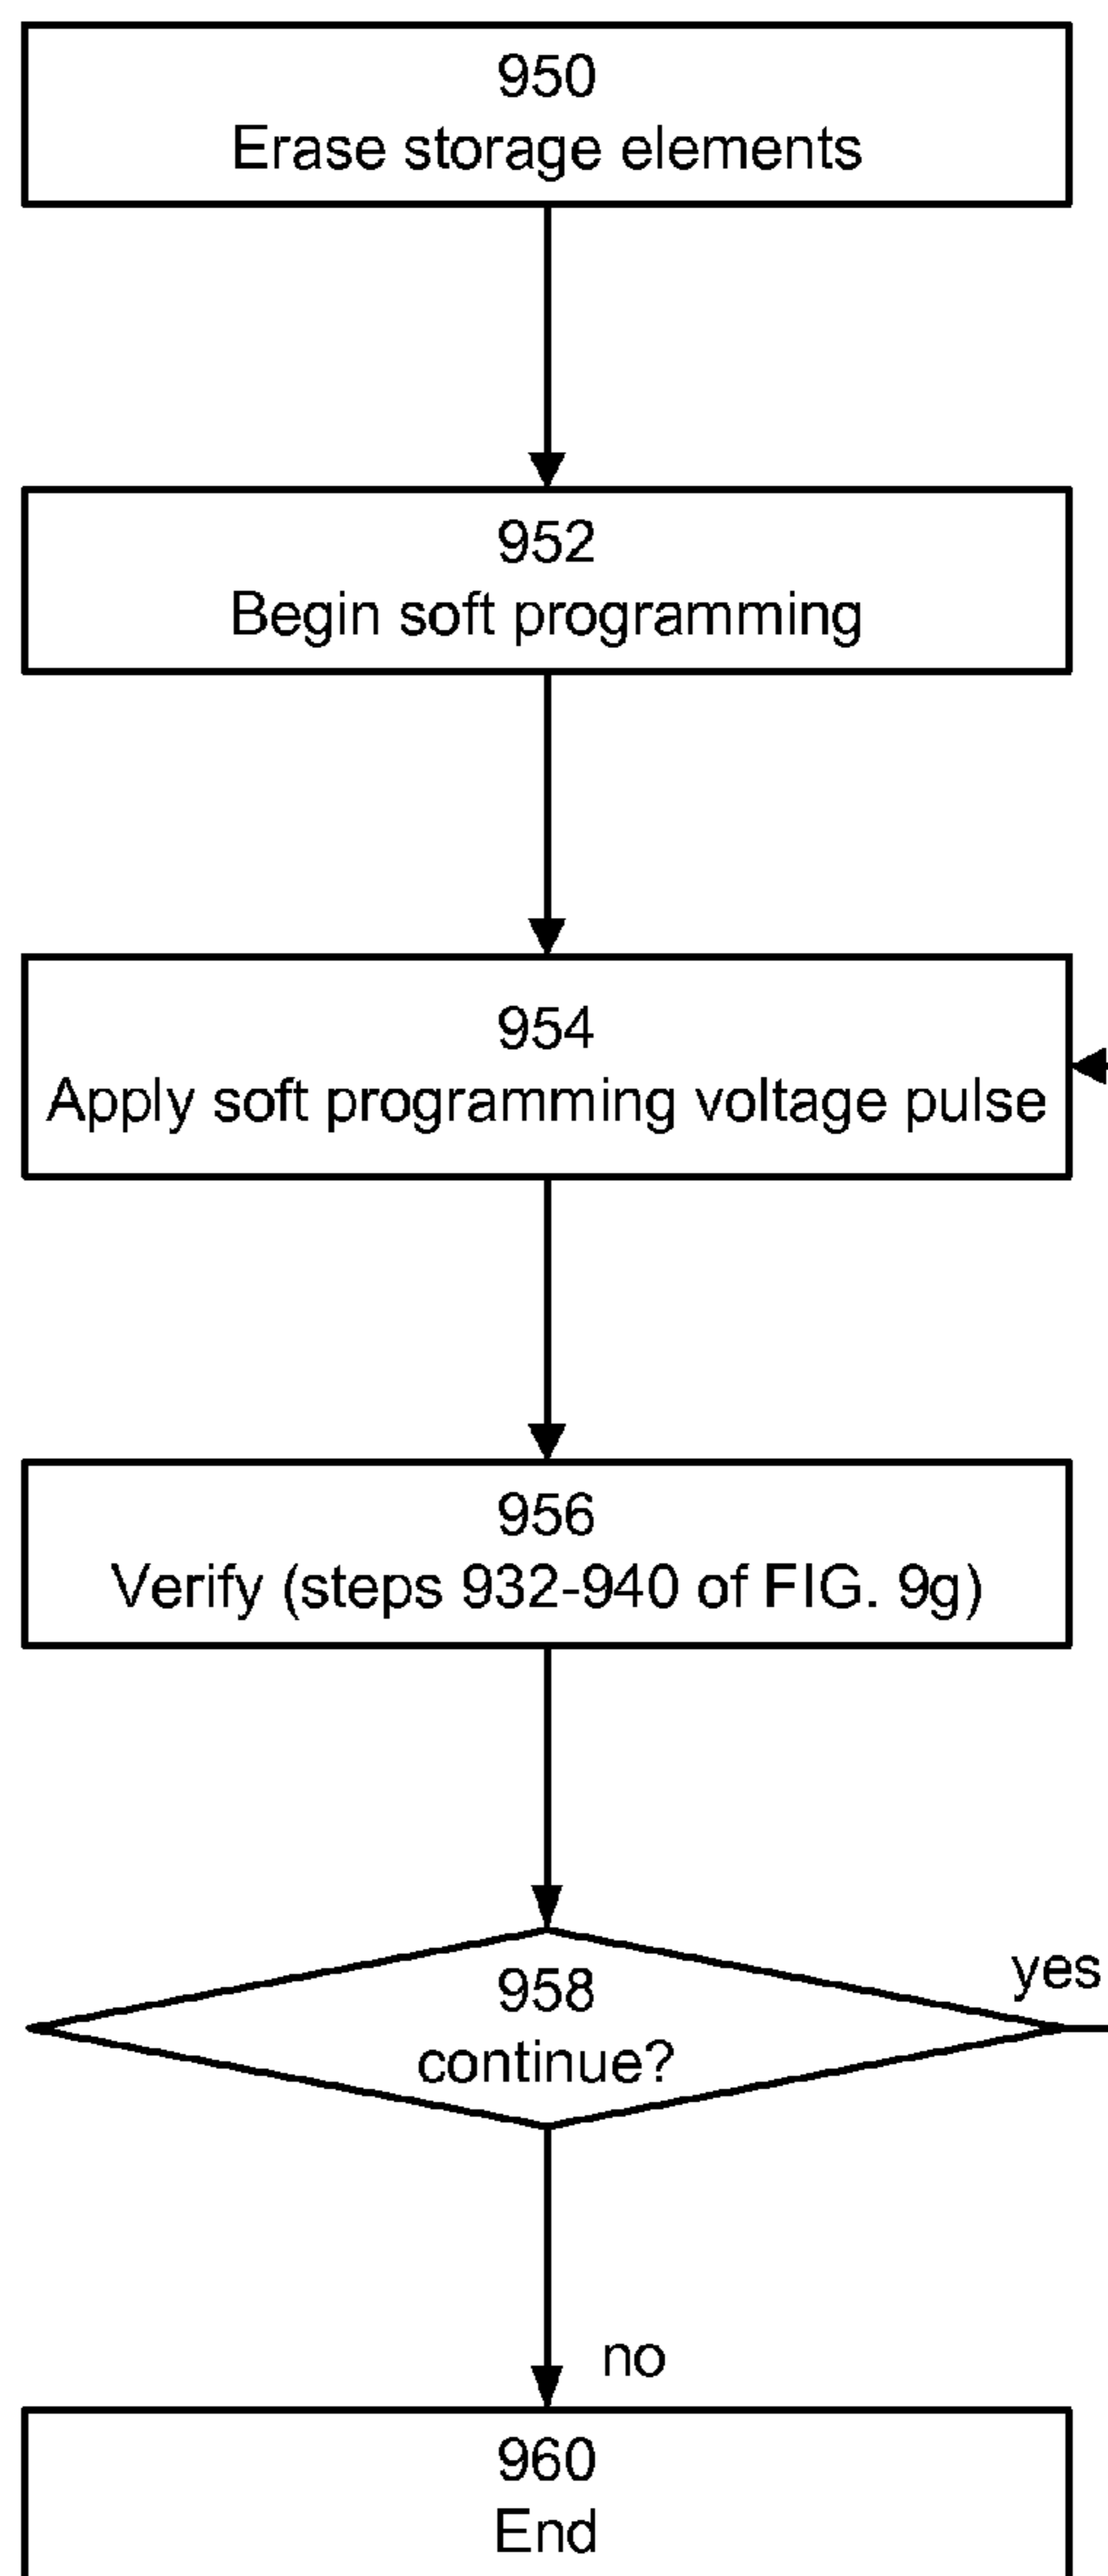 950
Erase storage elements
952
Begin soft programming
954
Apply soft programming voltage pulse
956
Verify (steps 932-940 of FIG. 9g)
958
continue?
yes
no
960
End